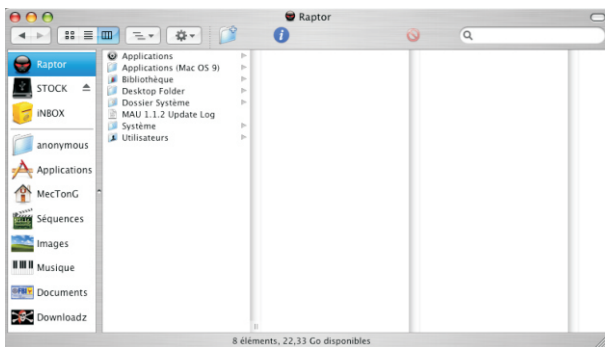 Raptor
Raptor
STOCK
iNBOX
anonymous
Applications
MecTonG
Séquences
Images
Musique
Documents
Downloadz
Applications
Applications (Mac OS 9)
Bibliothèque
Desktop Folder
Dossier Système
MAU 1.1.2 Update Log
Système
Utilisateurs
8 éléments, 22,33 Go disponibles